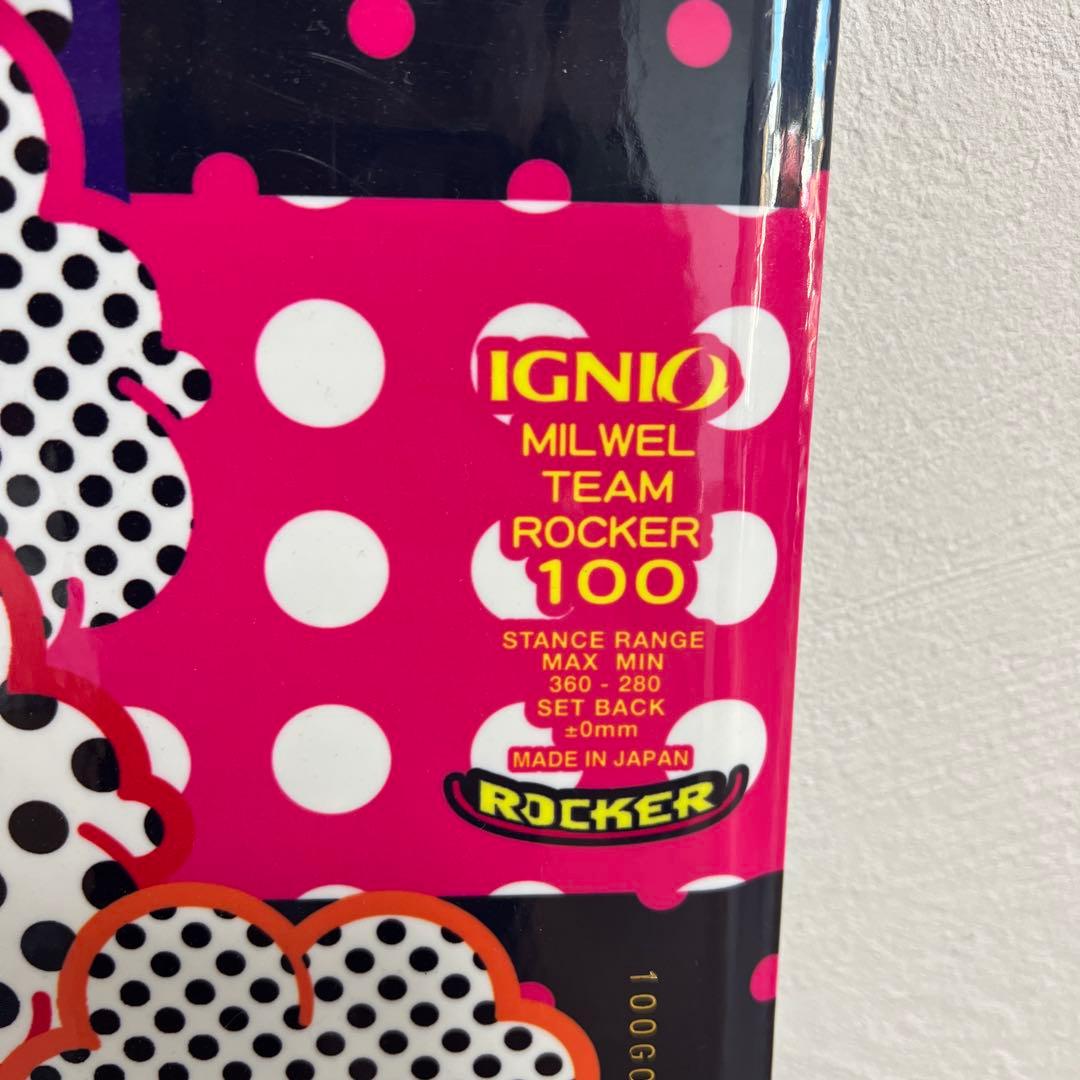 IGNIO
MILWEL
TEAM
ROCKER
100
STANCE RANGE
MAX MIN
360 - 280
SET BACK
±0mm
MADE IN JAPAN
ROCKER